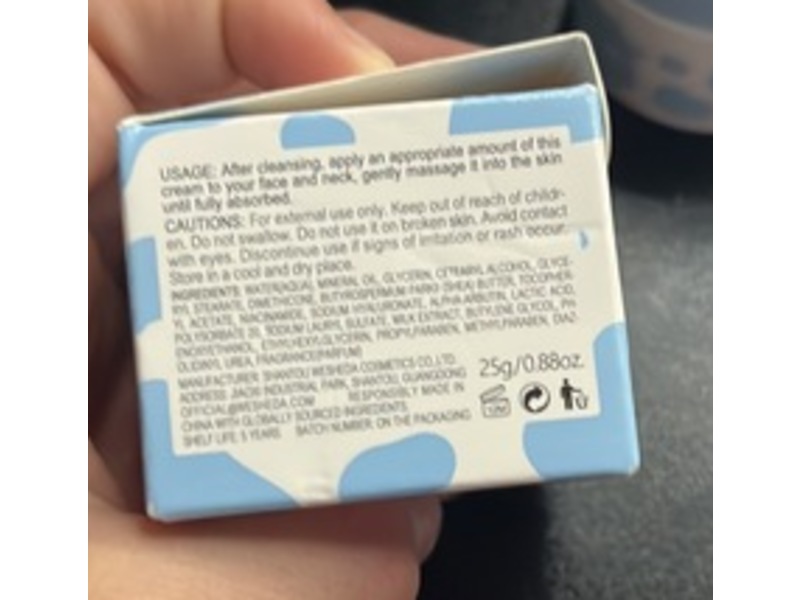 USAGE: After cleansing, apply an appropriate amount of this
cream to your face and neck, gently massage it into the skin
until fully absorbed.
CAUTIONS: For external use only. Keep out of reach of childr-
en. Do not swallow. Do not use it on broken skin. Avoid contact
with eyes. Discontinue use if signs of irritation or rash occur.
Store in a cool and dry place.
INGREDIENTS: WATER(AQUA), MINERAL OIL, GLYCERIN, CETEARYL ALCOHOL, GLYCE-
RYL STEARATE, DIMETHICONE, BUTYROSPERMUM PARKII (SHEA) BUTTER, TOCOPHER-
YL ACETATE, NIACINAMIDE, SODIUM HYALURONATE, ALPHA-ARBUTIN, LACTIC ACID,
POLYSORBATE 20, SODIUM LAURYL SULFATE, MILK EXTRACT, BUTYLENE GLYCOL, PH-
ENOXYETHANOL, ETHYLHEXYLGLYCERIN, PROPYLPARABEN, METHYLPARABEN, DIAZ-
OLIDINYL UREA, FRAGRANCE(PARFUM)
MANUFACTURER: SHANTOU WESHEDA COSMETICS CO.,LTD.
ADDRESS: INDUSTRIAL PARK, SHANTOU, GUANGDONG
OFFICIAL@WESHEDA.COM RESPONSIBLY MADE IN
CHINA WITH GLOBALLY SOURCED INGREDIENTS.
SHELF LIFE: 5 YEARS BATCH NUMBER: ON THE PACKAGING
25g/0.88oz.
12M